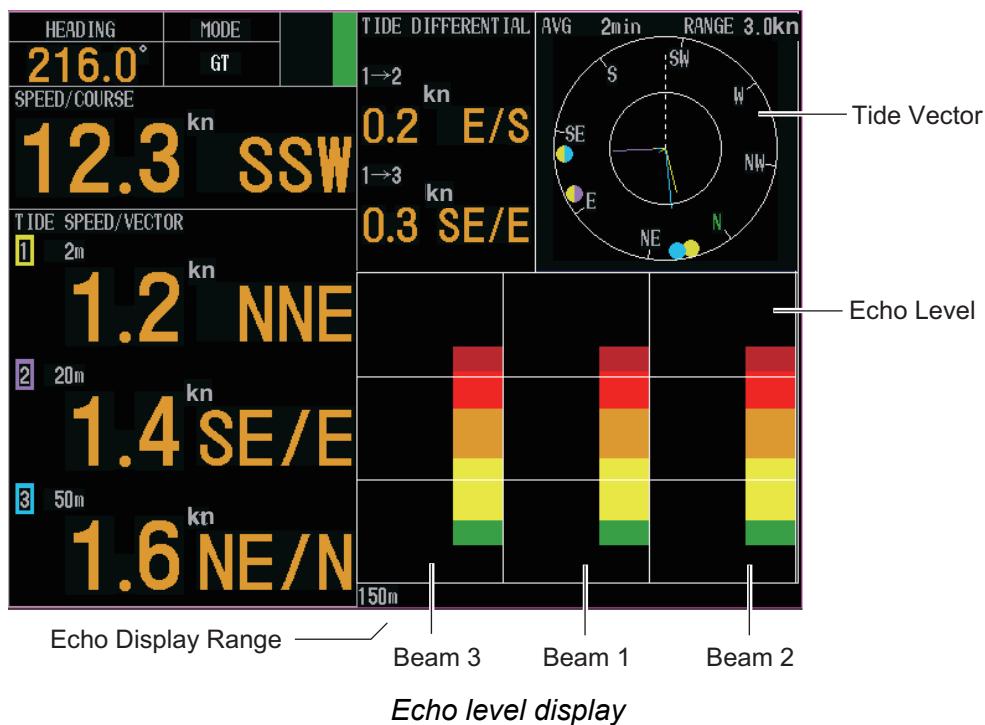 HEADING MODE
216.0° GT
SPEED/COURSE
12.3 kn SSW
TIDE SPEED/VECTOR
1 2m
1.2 kn NNE
2 20m
1.4 kn SE/E
3 50m
1.6 kn NE/N
TIDE DIFFERENTIAL
1→2
0.2 kn E/S
1→3
0.3 kn SE/E
AVG 2min RANGE 3.0kn
S SW W
SE NW
E NE N
150m
Tide Vector
Echo Level
Echo Display Range
Beam 3 Beam 1 Beam 2
Echo level display